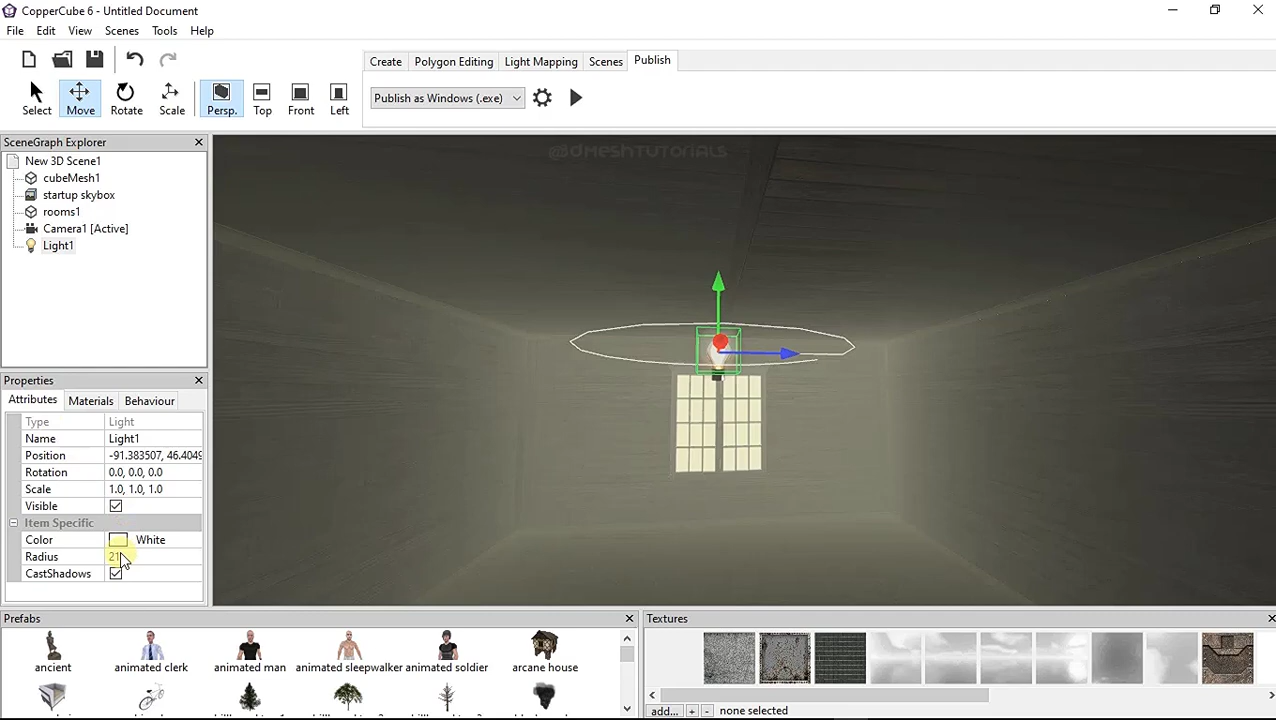 CopperCube 6 - Untitled Document
File Edit View Scenes Tools Help
Create Polygon Editing Light Mapping Scenes Publish
Select Move Rotate Scale Persp. Top Front Left
Publish as Windows (.exe)
SceneGraph Explorer
New 3D Scene1
cubeMesh1
startup skybox
rooms1
Camera1 [Active]
Light1
@dmeshtutorials
Properties
Attributes Materials Behaviour
Type Light
Name Light1
Position -91.383507, 46.4049
Rotation 0.0, 0.0, 0.0
Scale 1.0, 1.0, 1.0
Visible
Item Specific
Color White
Radius
CastShadows
Prefabs
ancient animated clerk animated man animated sleepwalker animated soldier arcane house
Textures
add... + - none selected